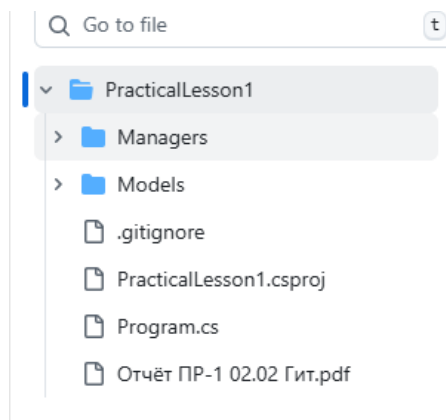 Go to file
t
PracticalLesson1
Managers
Models
.gitignore
PracticalLesson1.csproj
Program.cs
Отчёт ПР-1 02.02 Гит.pdf